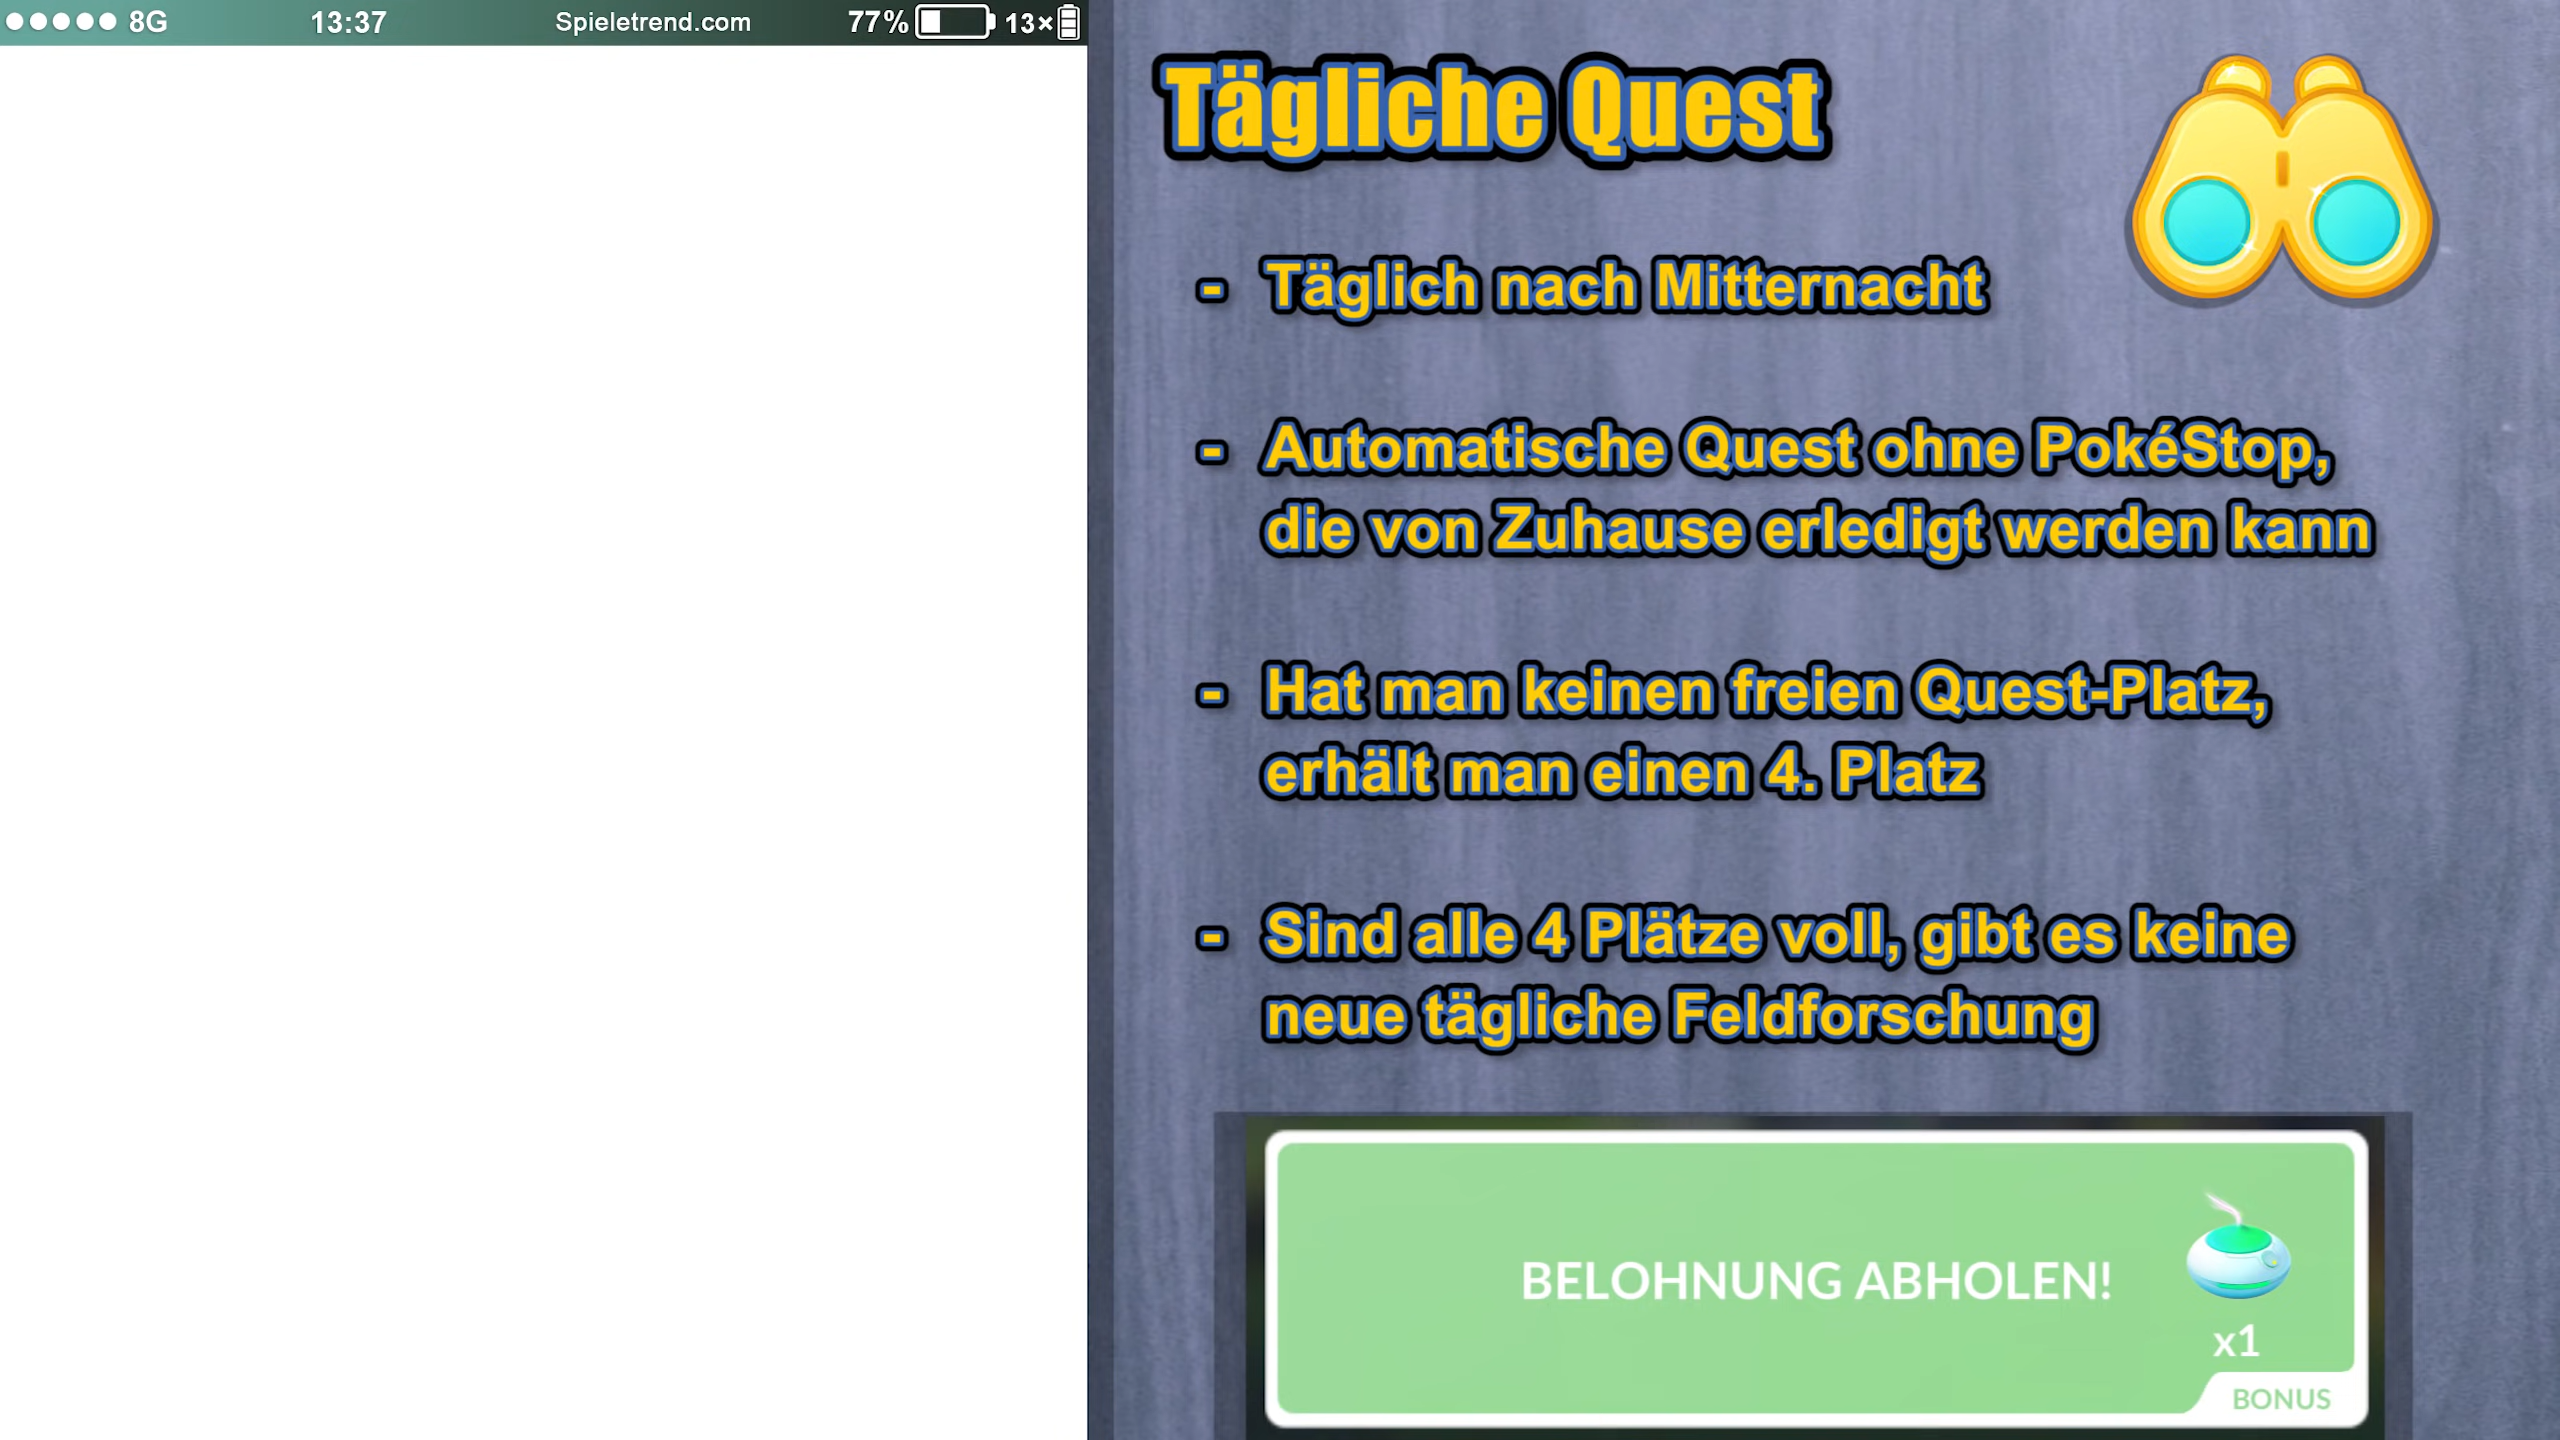 8G 13:37 Spieletrend.com 77% 13×
Tägliche Quest
- Täglich nach Mitternacht
- Automatische Quest ohne PokéStop,
die von Zuhause erledigt werden kann
- Hat man keinen freien Quest-Platz,
erhält man einen 4. Platz
- Sind alle 4 Plätze voll, gibt es keine
neue tägliche Feldforschung
BELOHNUNG ABHOLEN!
x1
BONUS